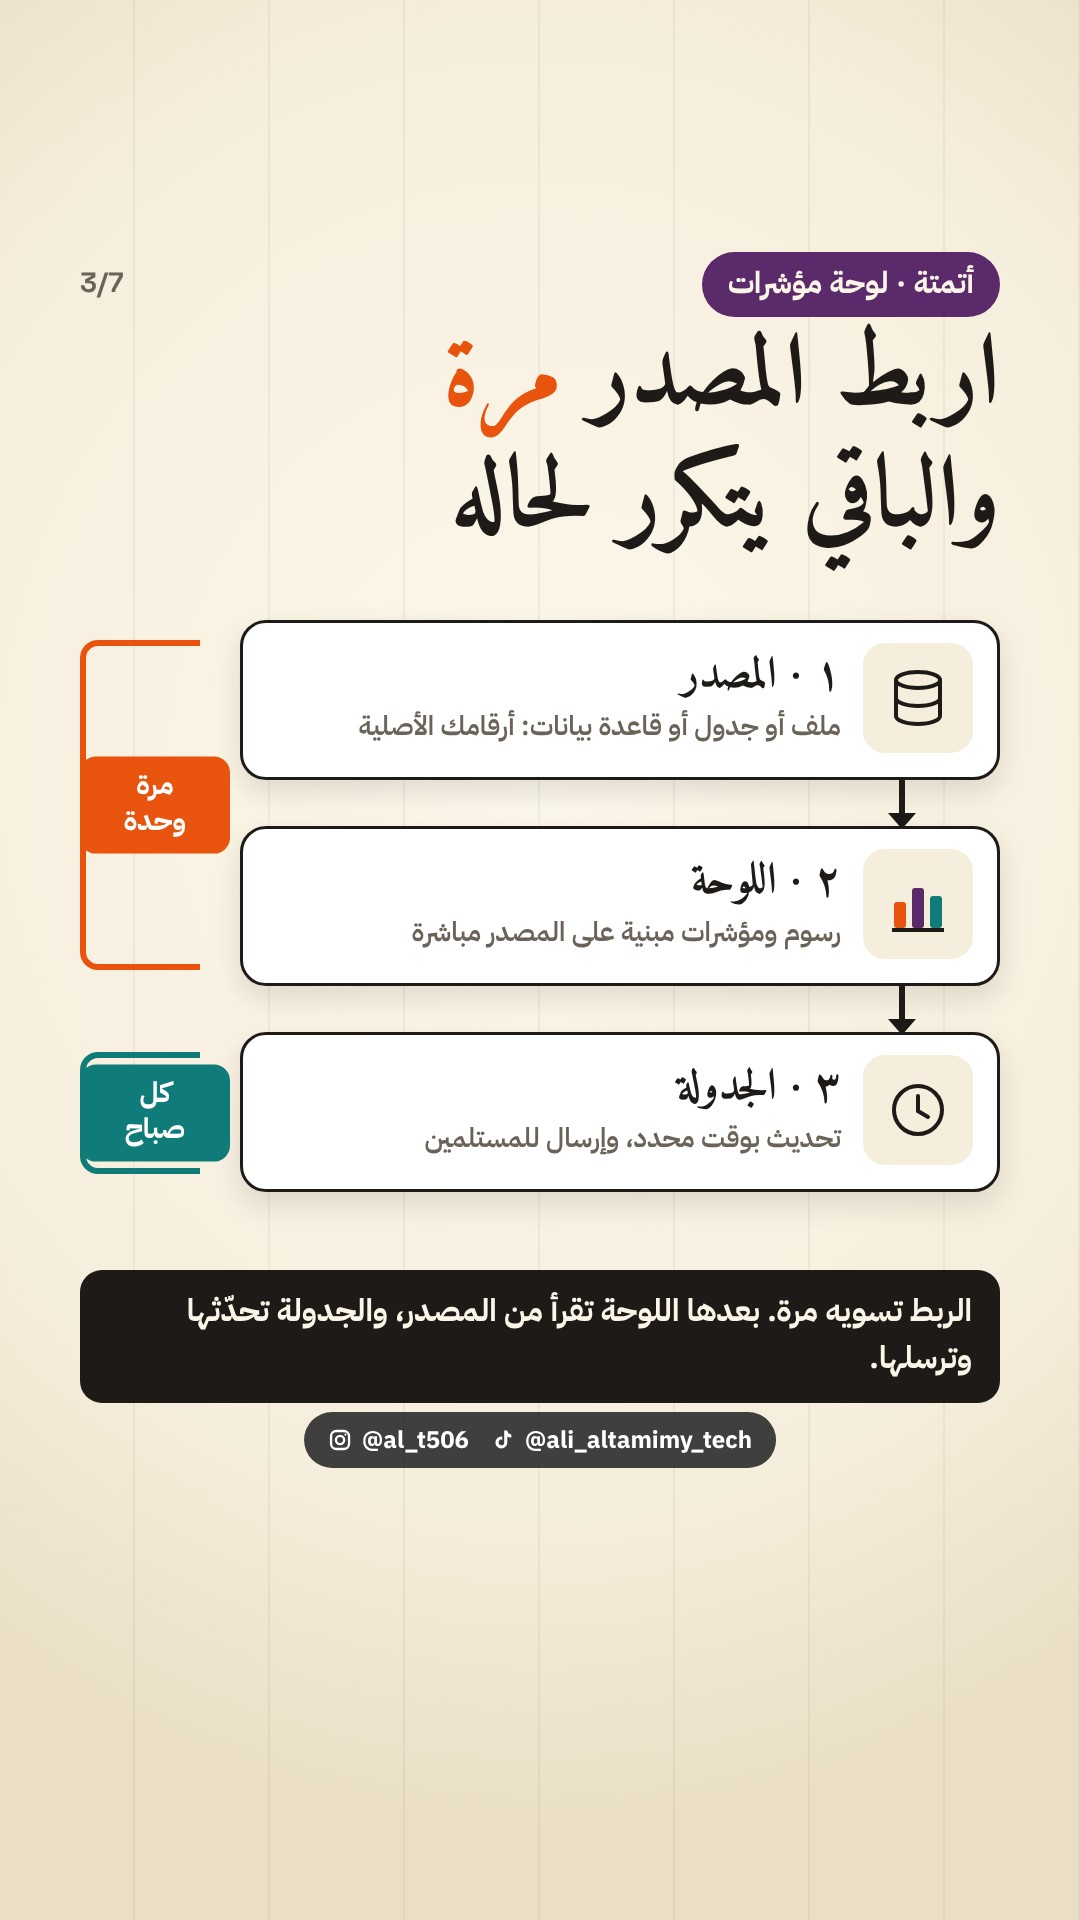 أتمتة · لوحة مؤشرات
3/7
اربط المصدر مرة
والباقي يتكرر لحاله
١ · المصدر
ملف أو جدول أو قاعدة بيانات: أرقامك الأصلية
مرة
وحدة
٢ · اللوحة
رسوم ومؤشرات مبنية على المصدر مباشرة
٣ · الجدولة
تحديث بوقت محدد، وإرسال للمستلمين
كل
صباح
الربط تسويه مرة. بعدها اللوحة تقرأ من المصدر، والجدولة تحدّثها
وترسلها.
@al_t506 @ali_altamimy_tech